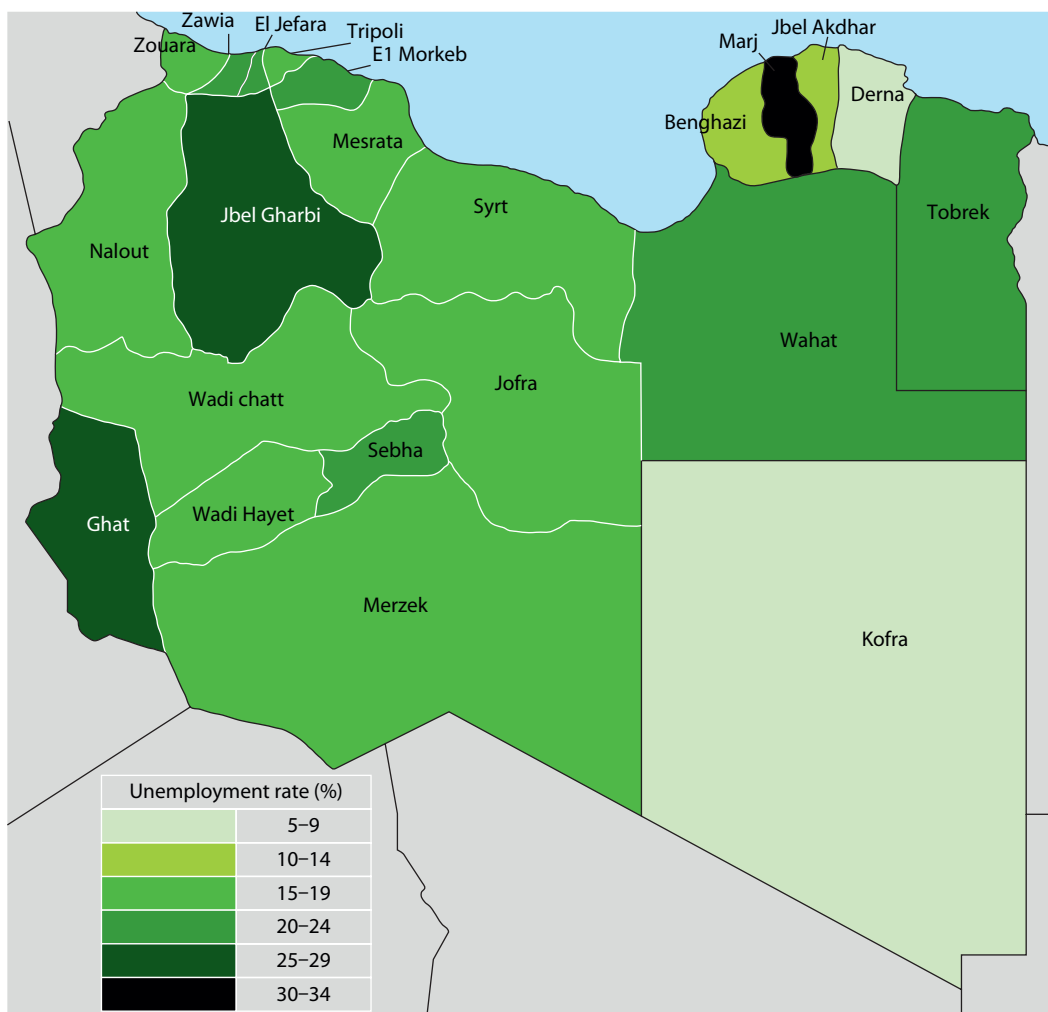 Zawia
El Jefara
Tripoli
E1 Morkeb
Zouara
Marj
Jbel Akdhar
Derna
Benghazi
Mesrata
Jbel Gharbi
Syrt
Tobrek
Nalout
Wahat
Wadi chatt
Jofra
Sebha
Wadi Hayet
Ghat
Merzek
Kofra
Unemployment rate (%)
5–9
10–14
15–19
20–24
25–29
30–34